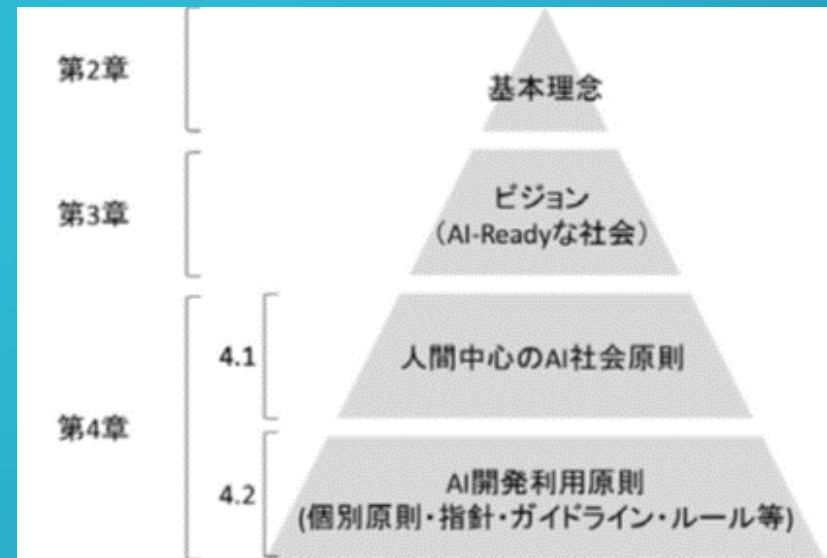 第2章
基本理念
第3章
ビジョン
（AI-Readyな社会）
第4章
4.1
人間中心のAI社会原則
4.2
AI開発利用原則
(個別原則・指針・ガイドライン・ルール等)